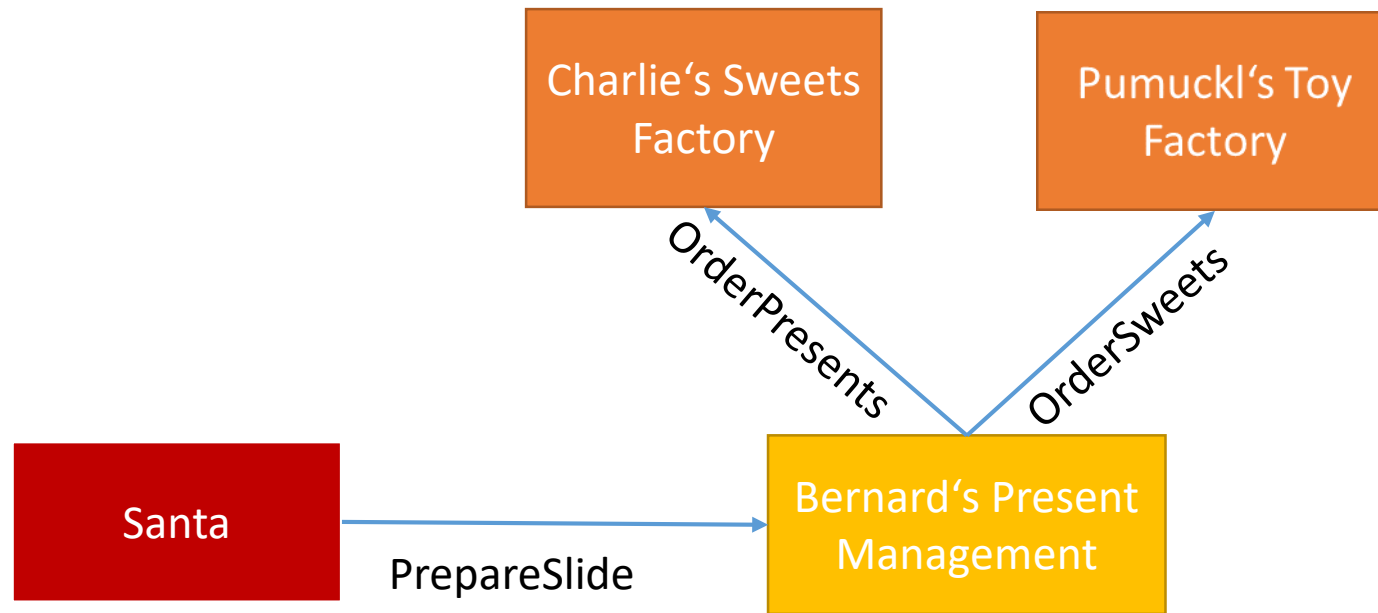 Charlie‘s Sweets
Factory
Pumuckl‘s Toy
Factory
OrderPresents
OrderSweets
Santa
PrepareSlide
Bernard‘s Present
Management